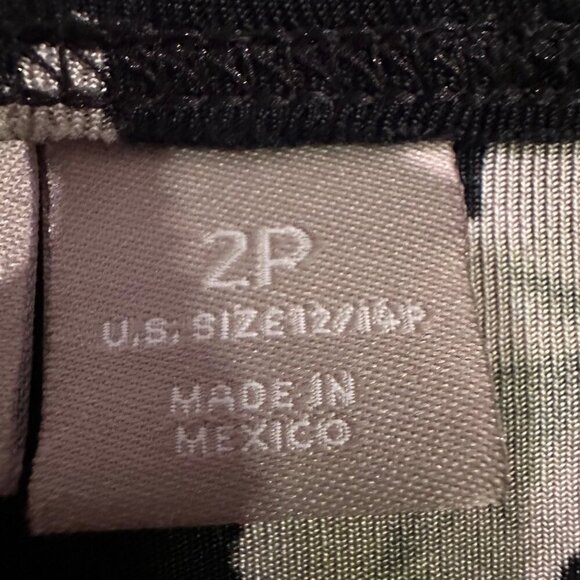 2P
U.S. SIZE12/14P
MADE IN
MEXICO